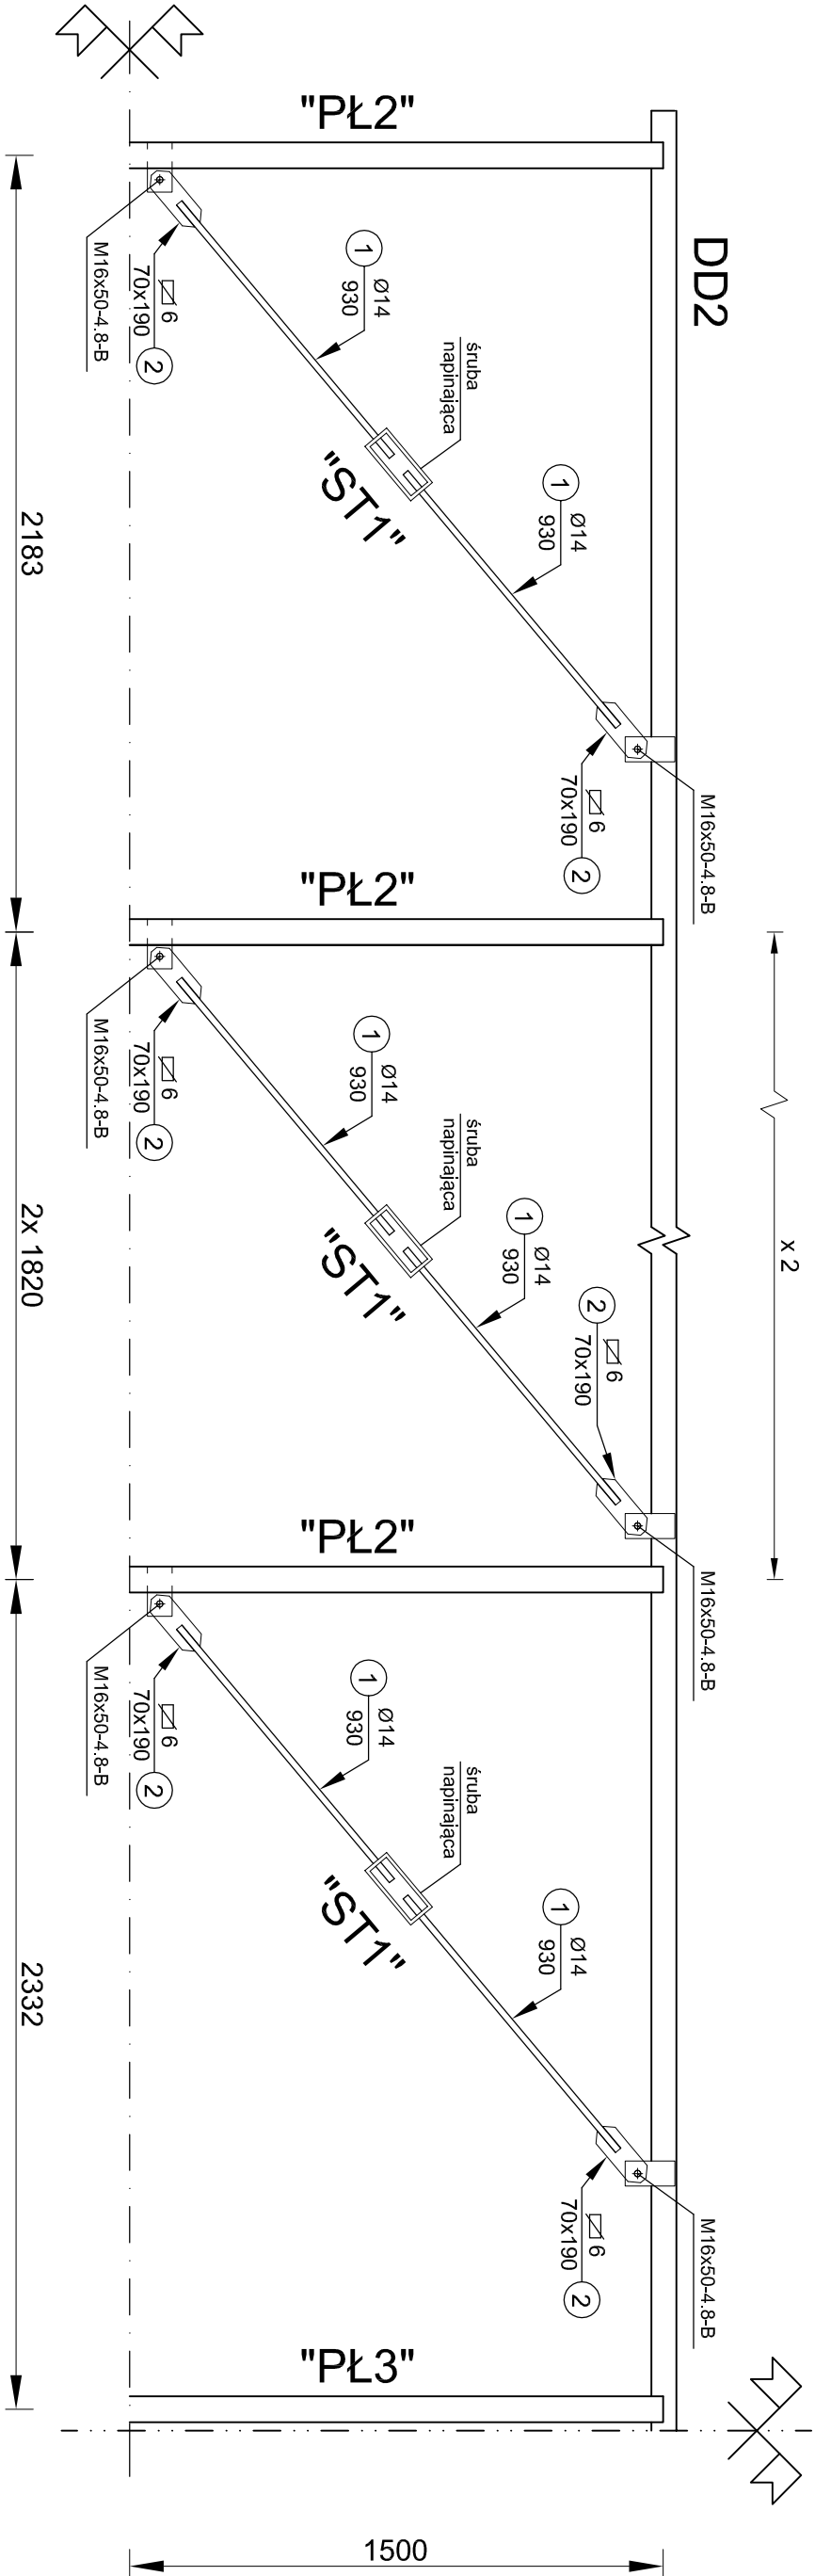 "PŁ2"
DD2
M16x50-4.8-B
6
70x190
2
1
Ø14
930
śruba
napinająca
"ST1"
1
Ø14
930
2183
6
70x190
2
M16x50-4.8-B
"PŁ2"
M16x50-4.8-B
6
70x190
2
1
Ø14
930
śruba
napinająca
"ST1"
1
Ø14
930
x 2
2x 1820
2
6
70x190
M16x50-4.8-B
"PŁ2"
M16x50-4.8-B
6
70x190
2
1
Ø14
930
śruba
napinająca
"ST1"
1
Ø14
930
2332
6
70x190
2
M16x50-4.8-B
"PŁ3"
1500